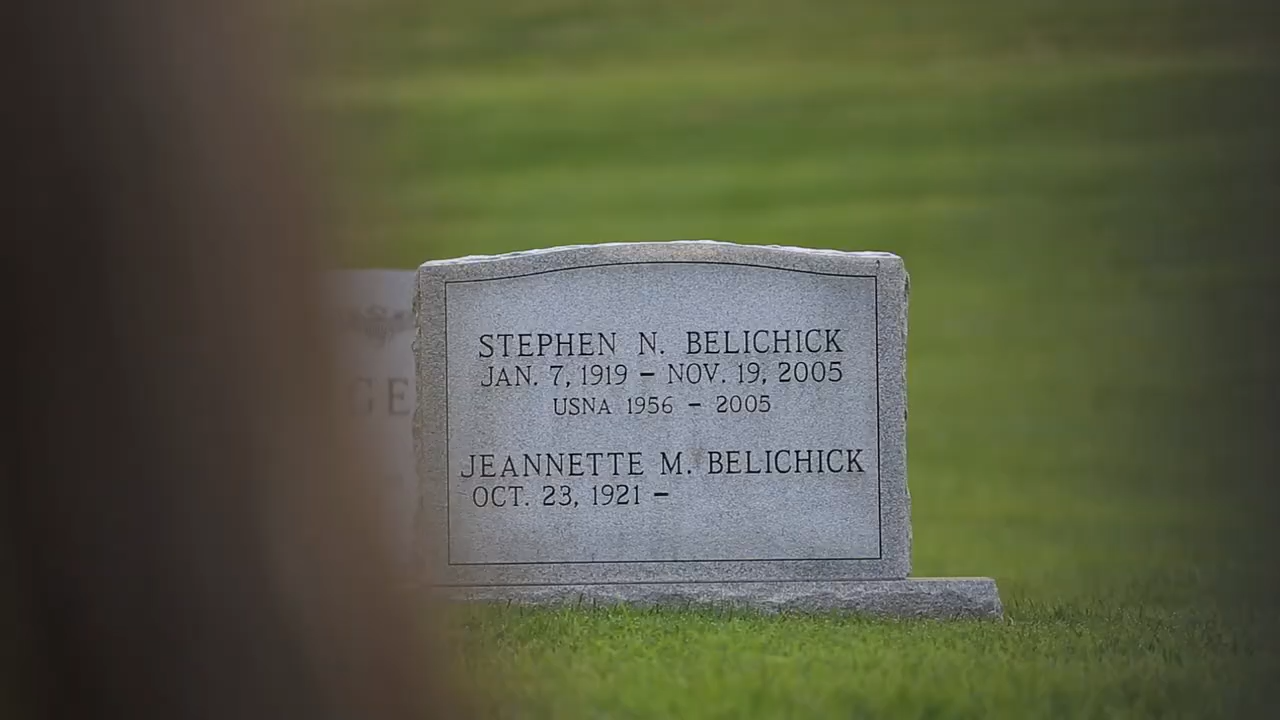 STEPHEN N. BELICHICK
JAN. 7, 1919 – NOV. 19, 2005
USNA 1956 – 2005
JEANNETTE M. BELICHICK
OCT. 23, 1921 –